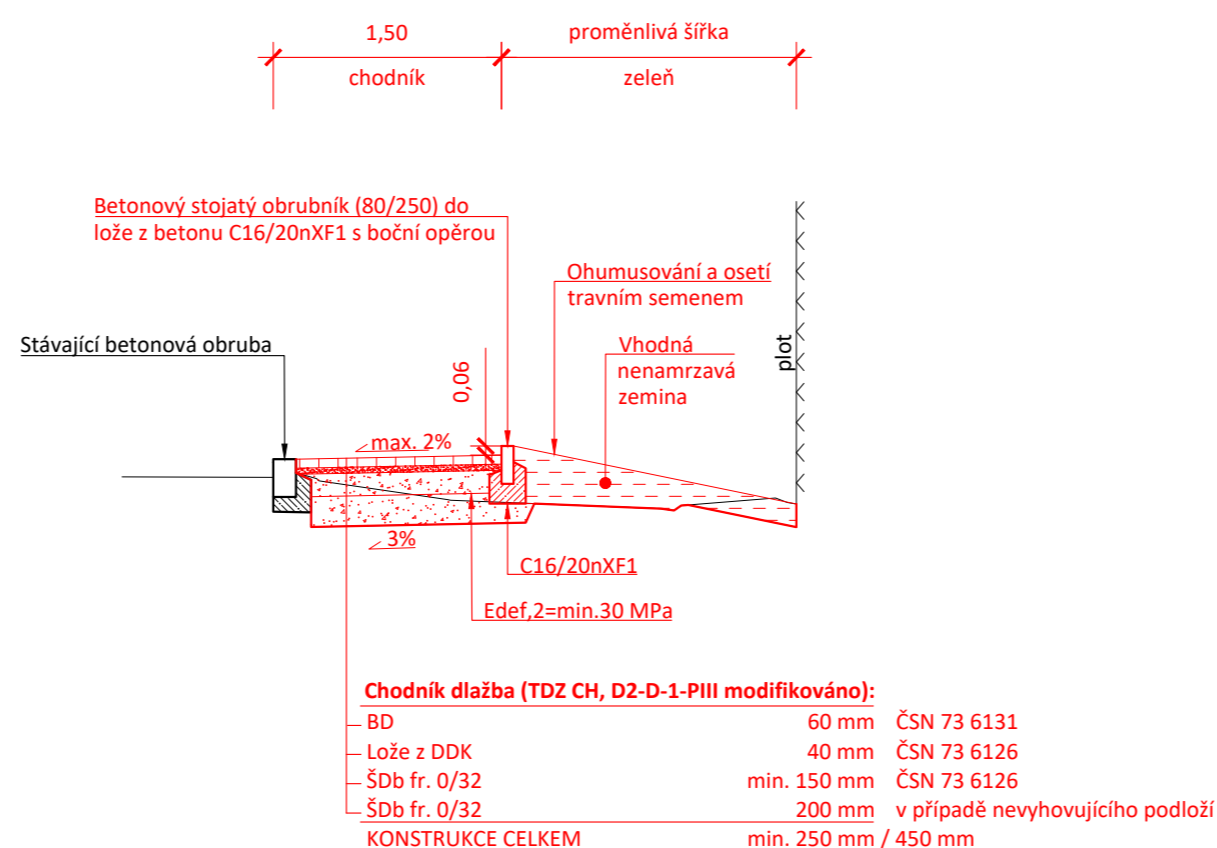 1,50
proměnlivá šířka
chodník
zeleň
Betonový stojatý obrubník (80/250) do
lože z betonu C16/20nXF1 s boční opěrou
Ohumusování a osetí
travním semenem
Stávající betonová obruba
Vhodná
nenamrzavá
zemina
plot
0,06
max. 2%
3%
C16/20nXF1
Edef,2=min.30 MPa
Chodník dlažba (TDZ CH, D2-D-1-PIII modifikováno):
BD 60 mm ČSN 73 6131
Lože z DDK 40 mm ČSN 73 6126
ŠDb fr. 0/32 min. 150 mm ČSN 73 6126
ŠDb fr. 0/32 200 mm v případě nevyhovujícího podloží
KONSTRUKCE CELKEM min. 250 mm / 450 mm